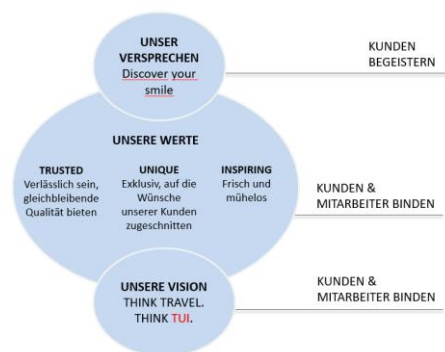 UNSER
VERSPRECHEN
Discover your
smile
KUNDEN
BEGEISTERN
UNSERE WERTE
TRUSTED
Verlässlich sein,
gleichbleibende
Qualität bieten
UNIQUE
Exklusiv, auf die
Wünsche
unserer Kunden
zugeschnitten
INSPIRING
Frisch und
mühelos
KUNDEN &
MITARBEITER BINDEN
UNSERE VISION
THINK TRAVEL.
THINK TUI.
KUNDEN &
MITARBEITER BINDEN